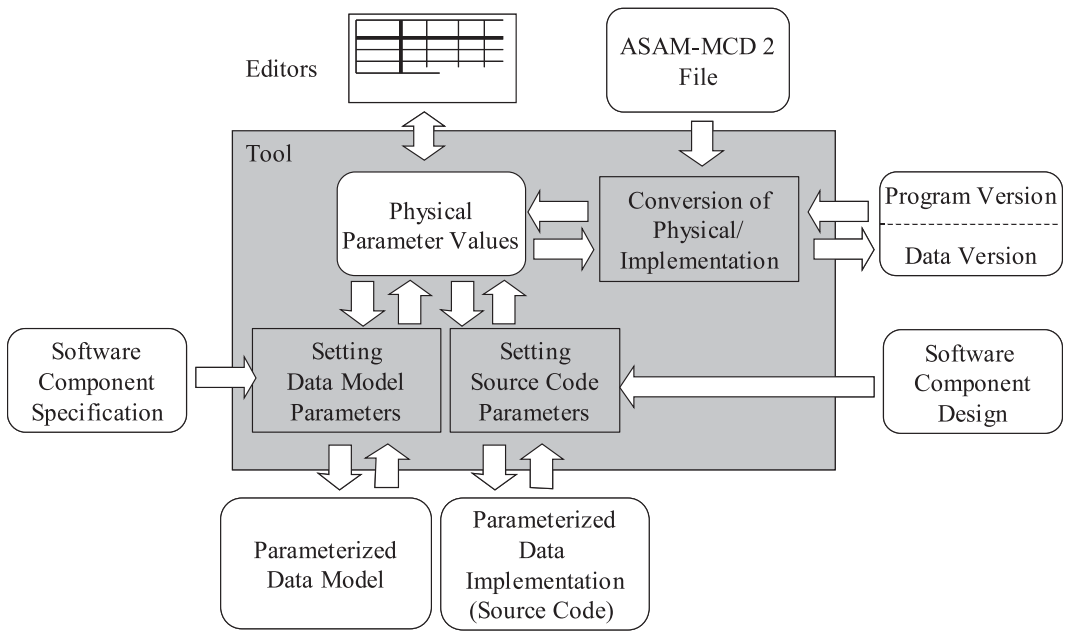 Editors
ASAM-MCD 2
File
Tool
Physical
Parameter Values
Conversion of
Physical/
Implementation
Program Version
Data Version
Software
Component
Specification
Setting
Data Model
Parameters
Setting
Source Code
Parameters
Software
Component
Design
Parameterized
Data Model
Parameterized
Data
Implementation
(Source Code)